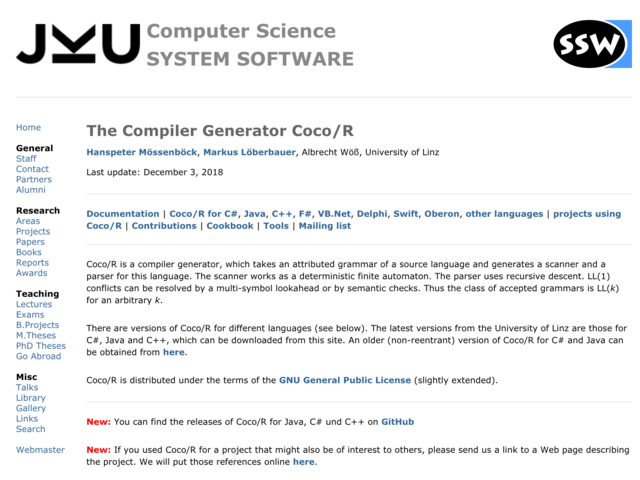 JKU Computer Science
SYSTEM SOFTWARE
SSW
Home
General
Staff
Contact
Partners
Alumni
Research
Areas
Projects
Papers
Books
Reports
Awards
Teaching
Lectures
Exams
B.Projects
M.Theses
PhD Theses
Go Abroad
Misc
Talks
Library
Gallery
Links
Search
Webmaster
The Compiler Generator Coco/R
Hanspeter Mössenböck, Markus Löberbauer, Albrecht Wöß, University of Linz
Last update: December 3, 2018
Documentation | Coco/R for C#, Java, C++, F#, VB.Net, Delphi, Swift, Oberon, other languages | projects using
Coco/R | Contributions | Cookbook | Tools | Mailing list
Coco/R is a compiler generator, which takes an attributed grammar of a source language and generates a scanner and a
parser for this language. The scanner works as a deterministic finite automaton. The parser uses recursive descent. LL(1)
conflicts can be resolved by a multi-symbol lookahead or by semantic checks. Thus the class of accepted grammars is LL(k)
for an arbitrary k.
There are versions of Coco/R for different languages (see below). The latest versions from the University of Linz are those for
C#, Java and C++, which can be downloaded from this site. An older (non-reentrant) version of Coco/R for C# and Java can
be obtained from here.
Coco/R is distributed under the terms of the GNU General Public License (slightly extended).
New: You can find the releases of Coco/R for Java, C# und C++ on GitHub
New: If you used Coco/R for a project that might also be of interest to others, please send us a link to a Web page describing
the project. We will put those references online here.